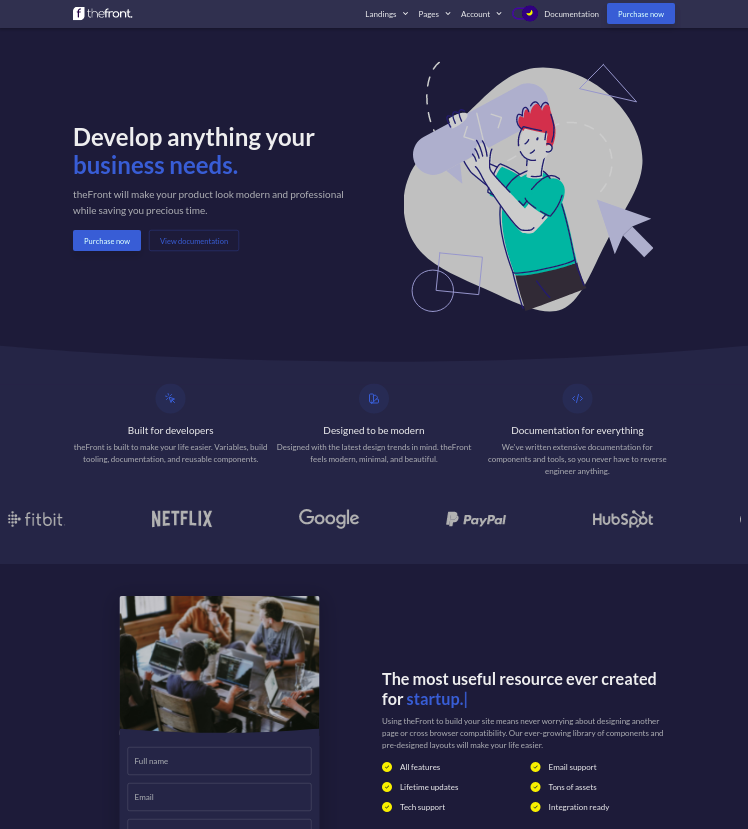 thefront.
Landings Pages Account Documentation Purchase now
Develop anything your
business needs.
theFront will make your product look modern and professional
while saving you precious time.
Purchase now View documentation
Built for developers
theFront is built to make your life easier. Variables, build
tooling, documentation, and reusable components.
Designed to be modern
Designed with the latest design trends in mind. theFront
feels modern, minimal, and beautiful.
Documentation for everything
We've written extensive documentation for
components and tools, so you never have to reverse
engineer anything.
fitbit NETFLIX Google PayPal HubSpot
Full name
Email
The most useful resource ever created
for startup.|
Using theFront to build your site means never worrying about designing another
page or cross browser compatibility. Our ever-growing library of components and
pre-designed layouts will make your life easier.
All features Email support
Lifetime updates Tons of assets
Tech support Integration ready